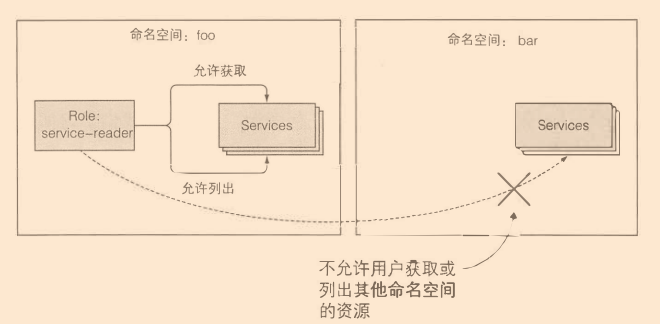 命名空间：foo
命名空间： bar
允许获取
Role:
service-reader
Services
Services
允许列出
不允许用户获取或
列出其他命名空间
的资源